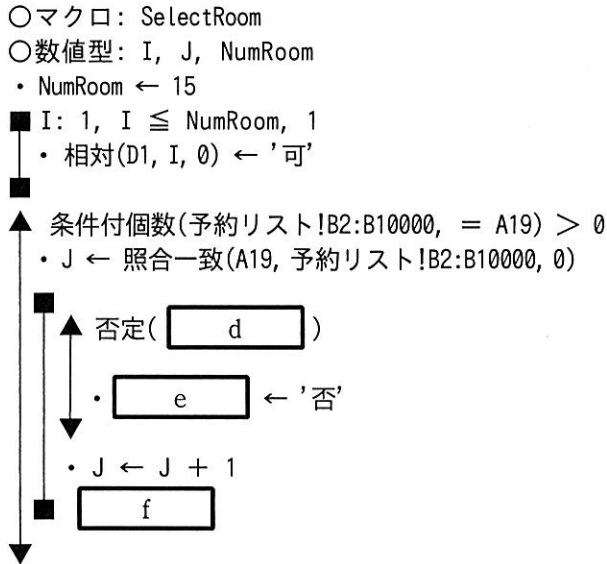 ○マクロ: SelectRoom
○数値型: I, J, NumRoom
・NumRoom ← 15
■ I: 1, I ≦ NumRoom, 1
・相対(D1, I, 0) ← '可'
▲ 条件付個数(予約リスト!B2:B10000, = A19) > 0
・J ← 照合一致(A19, 予約リスト!B2:B10000, 0)
▲ 否定( d )
・ e ← '否'
・J ← J + 1
f